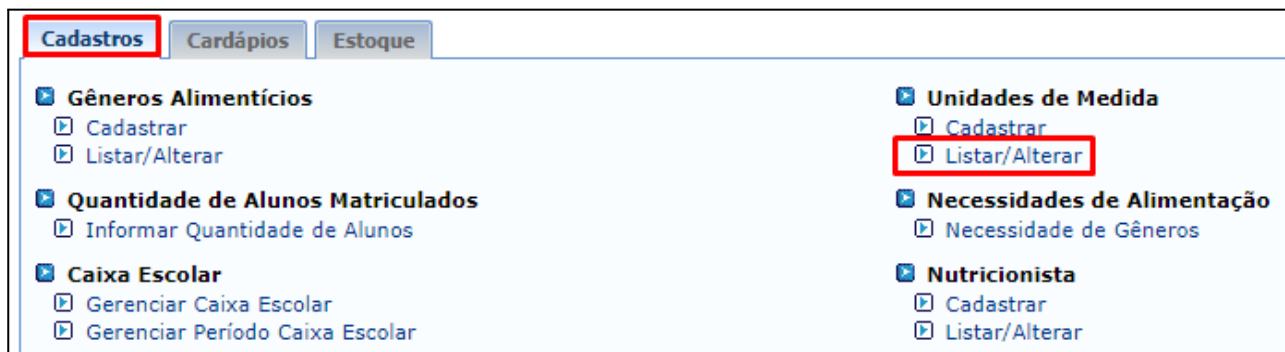 Cadastros Cardápios Estoque
Gêneros Alimentícios
Cadastrar
Listar/Alterar
Unidades de Medida
Cadastrar
Listar/Alterar
Quantidade de Alunos Matriculados
Informar Quantidade de Alunos
Necessidades de Alimentação
Necessidade de Gêneros
Caixa Escolar
Gerenciar Caixa Escolar
Gerenciar Período Caixa Escolar
Nutricionista
Cadastrar
Listar/Alterar